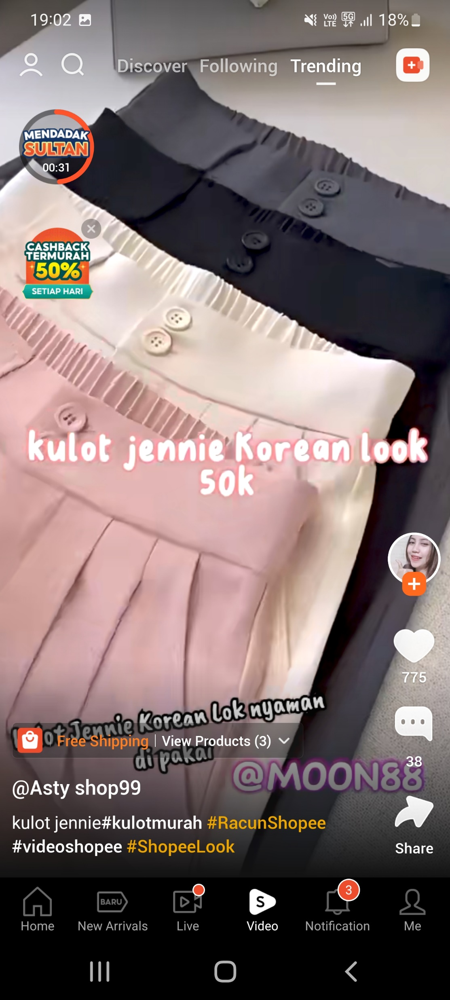 19:02
Vo))
LTE
5G
18%
Discover Following Trending
MENDADAK
SULTAN
00:31
CASHBACK
TERMURAH
50%
SETIAP HARI
kulot jennie Korean look
50k
775
Jennie Korean Lok nyaman
Free Shipping | View Products (3)
di pakai
38
@MOON88
@Asty shop99
kulot jennie#kulotmurah #RacunShopee
#videoshopee #ShopeeLook
Share
BARU
S
3
Home New Arrivals Live Video Notification Me